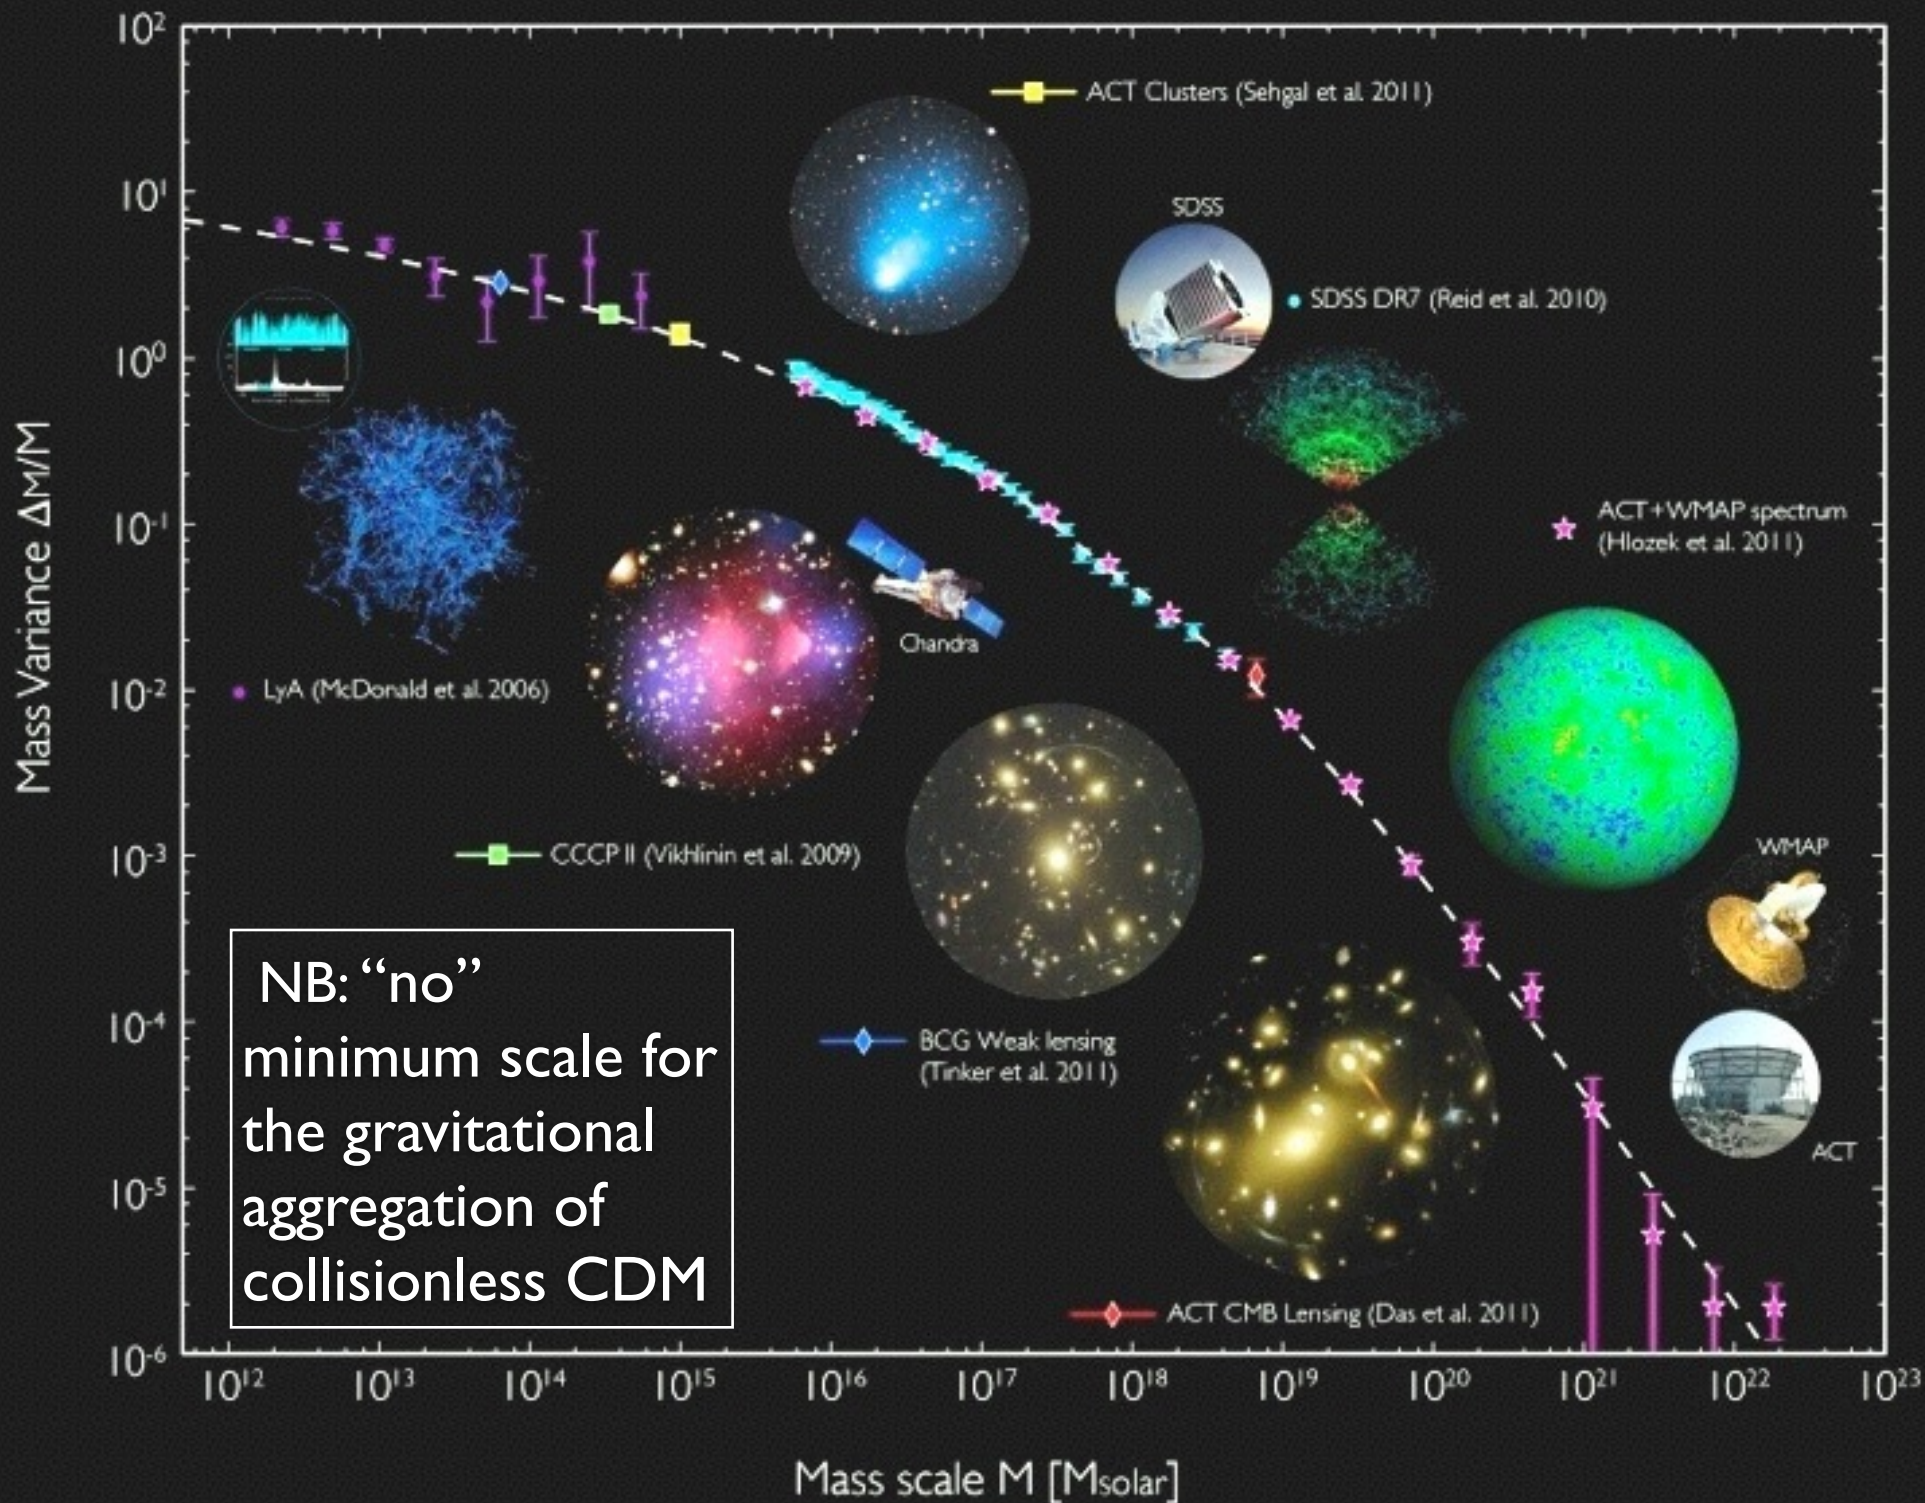 10²
ACT Clusters (Sehgal et al. 2011)
10¹
SDSS
SDSS DR7 (Reid et al. 2010)
10⁰
Mass Variance ΔM/M
ACT+WMAP spectrum
(Hlozek et al. 2011)
10⁻¹
Chandra
LyA (McDonald et al. 2006)
10⁻²
CCCP II (Vikhlinin et al. 2009)
10⁻³
WMAP
NB: “no”
minimum scale for
the gravitational
aggregation of
collisionless CDM
10⁻⁴
BCG Weak lensing
(Tinker et al. 2011)
ACT
10⁻⁵
ACT CMB Lensing (Das et al. 2011)
10⁻⁶
10¹² 10¹³ 10¹⁴ 10¹⁵ 10¹⁶ 10¹⁷ 10¹⁸ 10¹⁹ 10²⁰ 10²¹ 10²² 10²³
Mass scale M [Msolar]